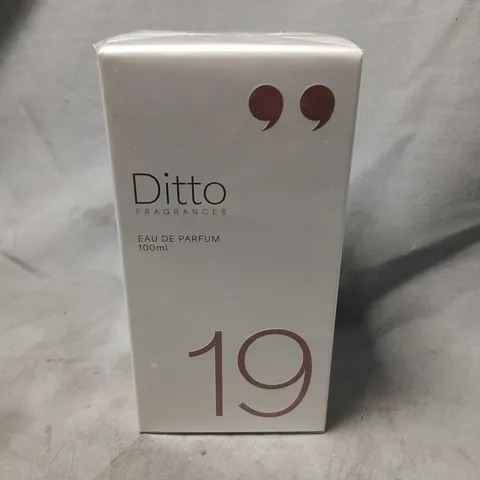 ”
Ditto
FRAGRANCES
EAU DE PARFUM
100ml
19